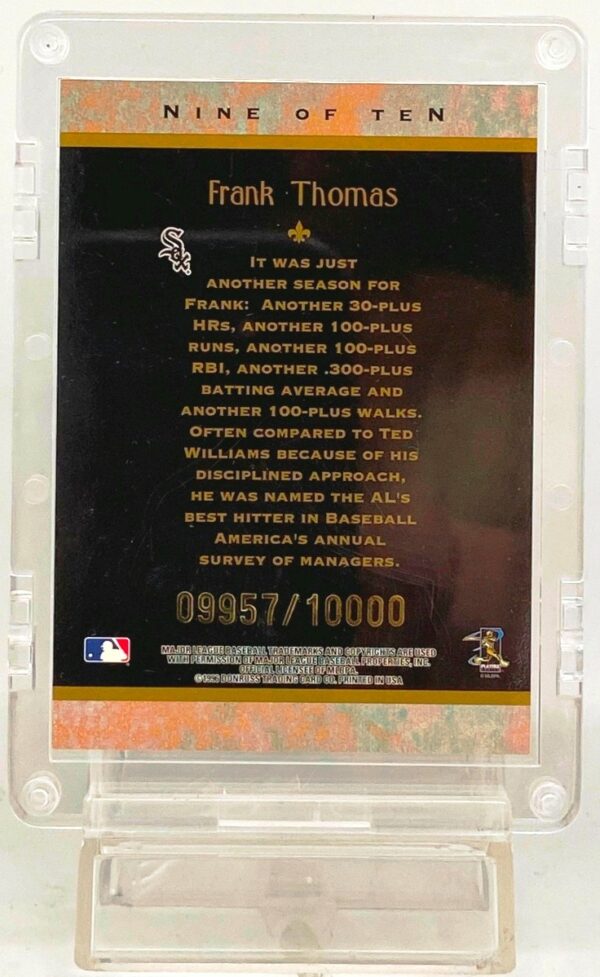 NINE OF TEN
Frank Thomas
Sox
IT WAS JUST
ANOTHER SEASON FOR
FRANK: ANOTHER 30-PLUS
HRS, ANOTHER 100-PLUS
RUNS, ANOTHER 100-PLUS
RBI, ANOTHER .300-PLUS
BATTING AVERAGE AND
ANOTHER 100-PLUS WALKS.
OFTEN COMPARED TO TED
WILLIAMS BECAUSE OF HIS
DISCIPLINED APPROACH,
HE WAS NAMED THE AL'S
BEST HITTER IN BASEBALL
AMERICA'S ANNUAL
SURVEY OF MANAGERS.
09957/10000
MAJOR LEAGUE BASEBALL TRADEMARKS AND COPYRIGHTS ARE USED
WITH PERMISSION OF MAJOR LEAGUE BASEBALL PROPERTIES, INC.
OFFICIAL LICENSEE OF MLBPA.
©1996 DONRUSS TRADING CARD CO. PRINTED IN USA
PLAYERS
© MLBPA